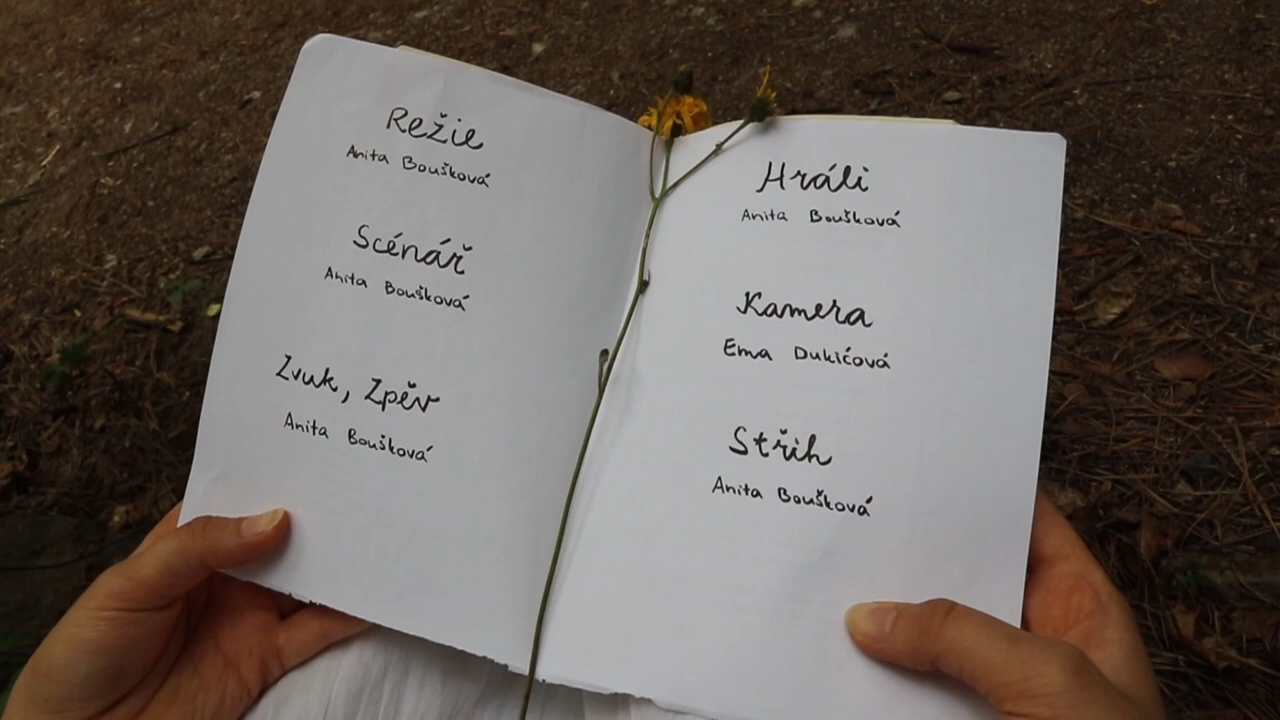 Režie
Anita Boušková
Scénář
Anita Boušková
Zvuk, Zpěv
Anita Boušková
Hráli
Anita Boušková
Kamera
Ema Dukićová
Střih
Anita Boušková